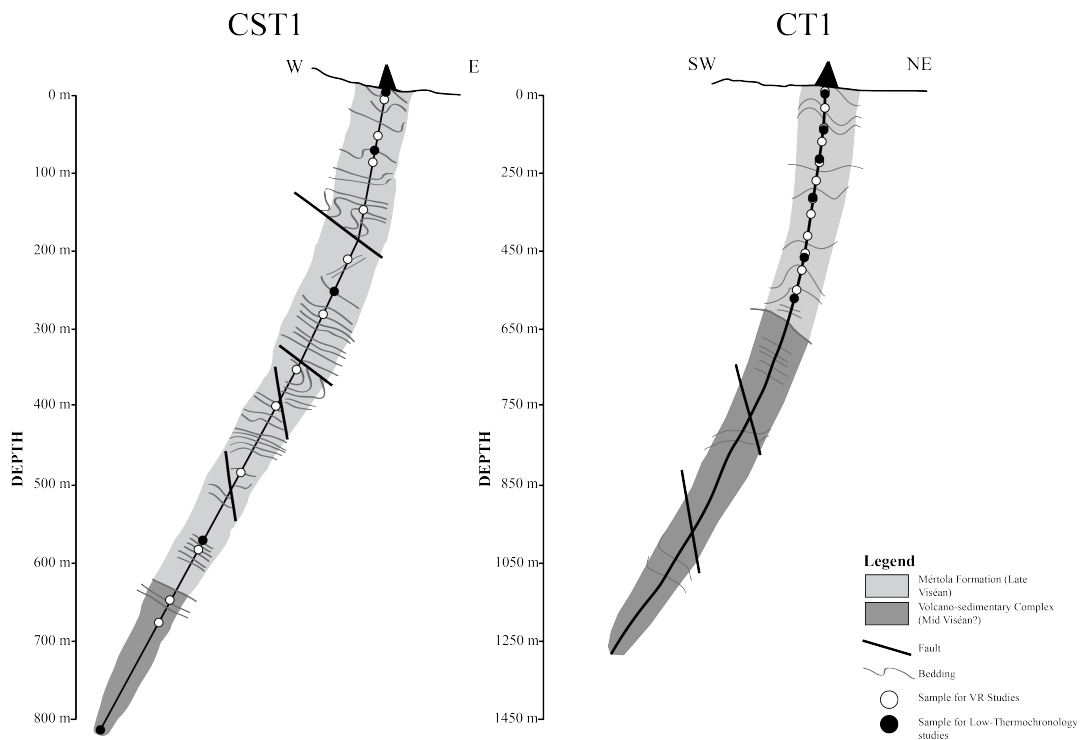 CST1
CT1
W
E
SW
NE
0 m
100 m
200 m
300 m
400 m
500 m
600 m
700 m
800 m
DEPTH
0 m
250 m
450 m
650 m
750 m
850 m
1050 m
1250 m
1450 m
DEPTH
Legend
Mértola Formation (Late
Viséan)
Volcano-sedimentary Complex
(Mid Viséan?)
Fault
Bedding
Sample for VR Studies
Sample for Low-Thermochronology
studies